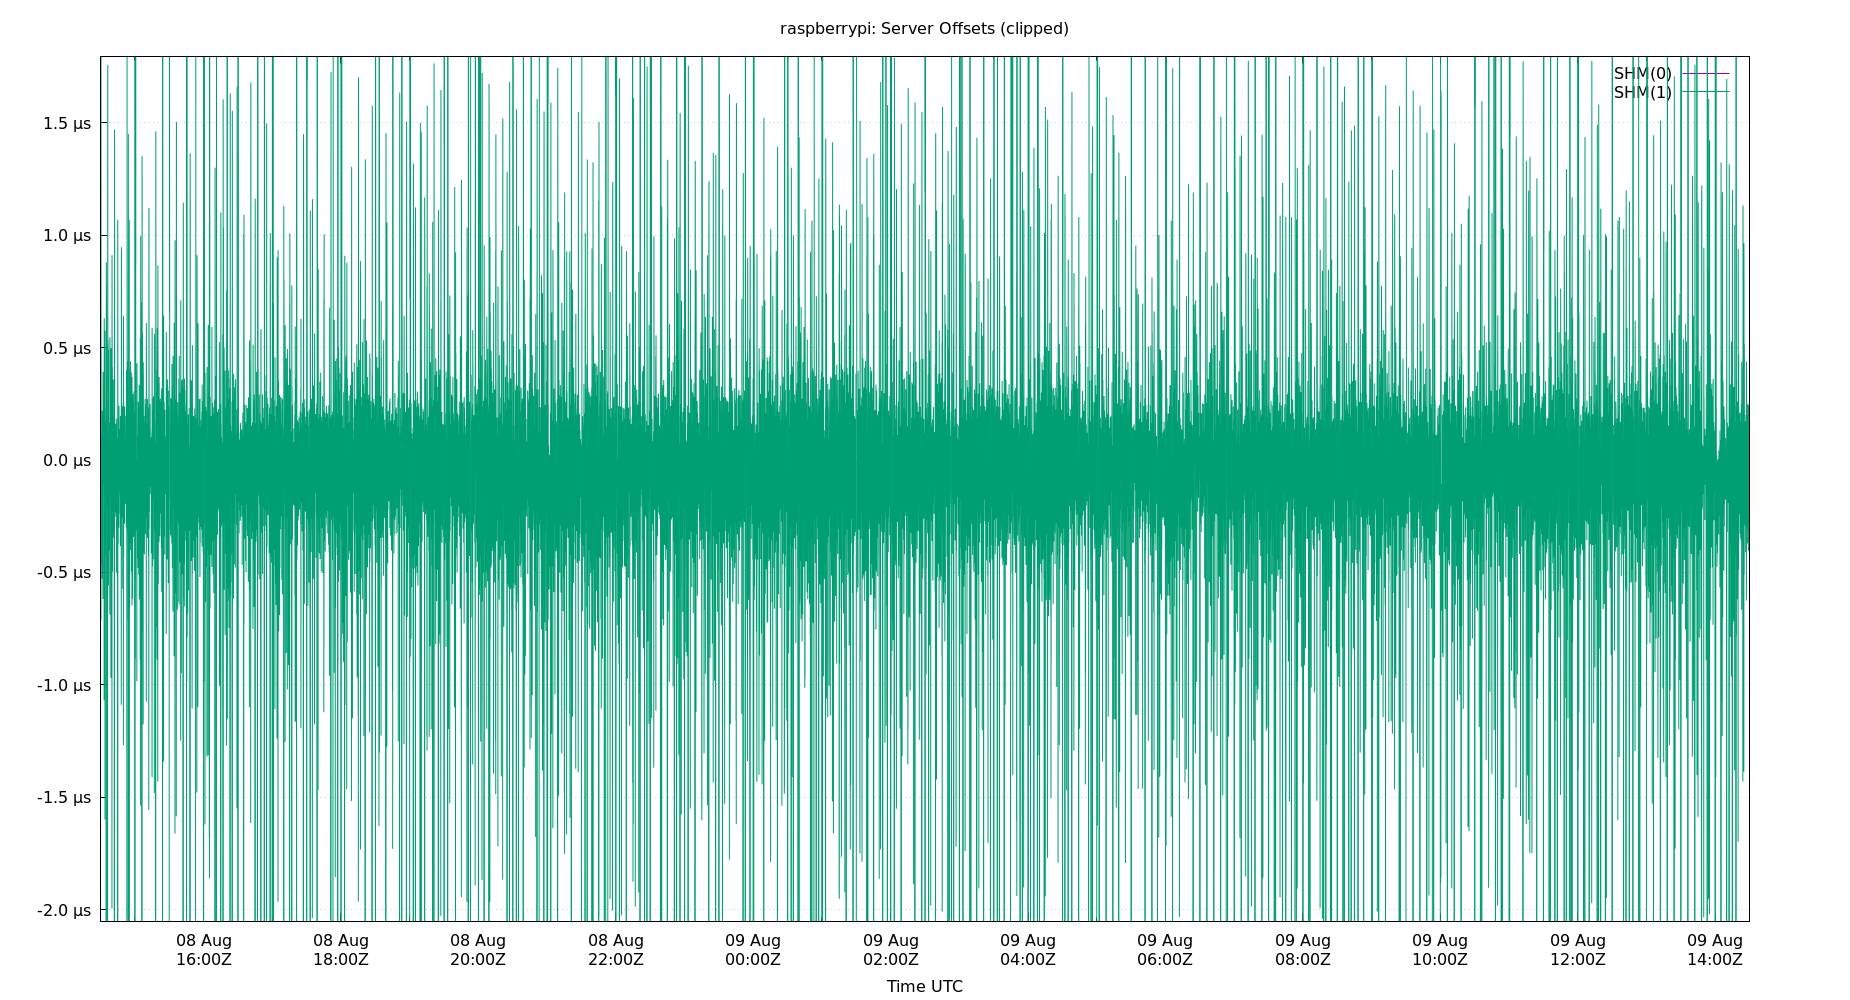 raspberrypi: Server Offsets (clipped)
SHM(0)
SHM(1)
1.5 µs
1.0 µs
0.5 µs
0.0 µs
-0.5 µs
-1.0 µs
-1.5 µs
-2.0 µs
08 Aug 08 Aug 08 Aug 08 Aug 09 Aug 09 Aug 09 Aug 09 Aug 09 Aug 09 Aug 09 Aug 09 Aug
16:00Z 18:00Z 20:00Z 22:00Z 00:00Z 02:00Z 04:00Z 06:00Z 08:00Z 10:00Z 12:00Z 14:00Z
Time UTC